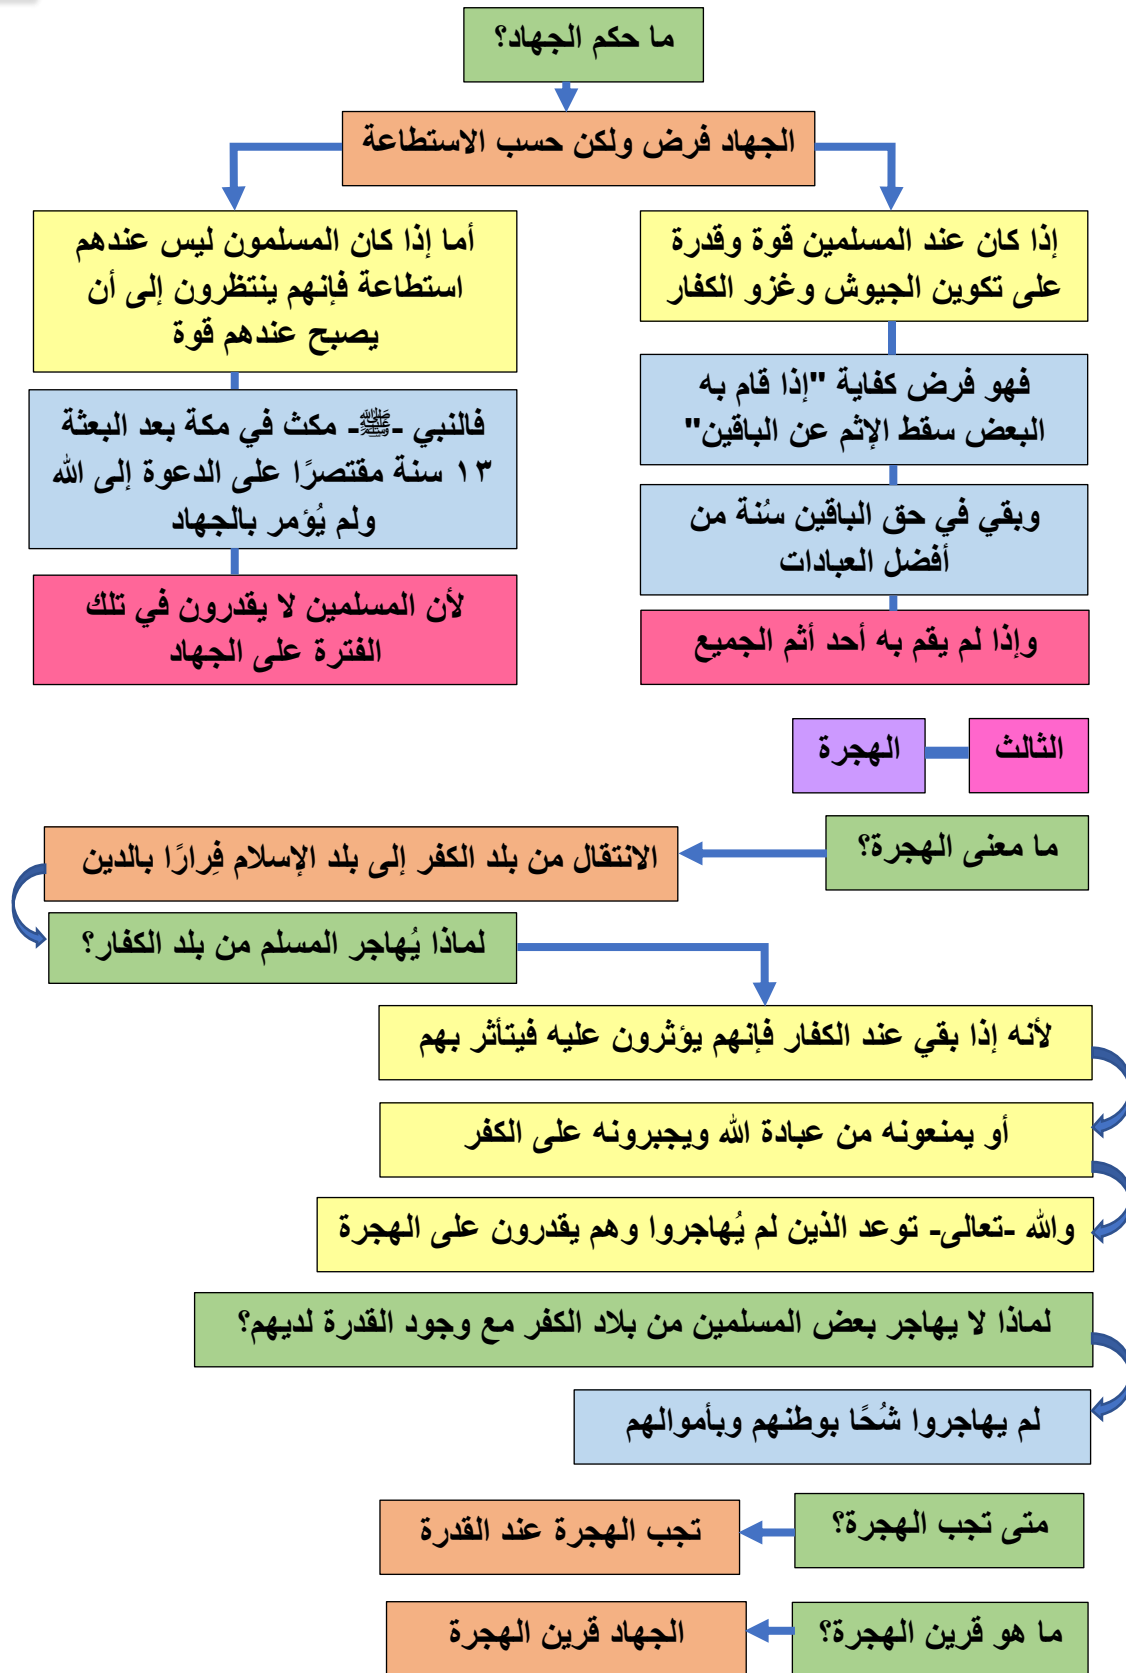 ما حكم الجهاد؟
الجهاد فرض ولكن حسب الاستطاعة
إذا كان عند المسلمين قوة وقدرة
على تكوين الجيوش وغزو الكفار
فهو فرض كفاية "إذا قام به
البعض سقط الإثم عن الباقين"
وبقي في حق الباقين سُنة من
أفضل العبادات
وإذا لم يقم به أحد أثم الجميع
أما إذا كان المسلمون ليس عندهم
استطاعة فإنهم ينتظرون إلى أن
يصبح عندهم قوة
فالنبي -ﷺ- مكث في مكة بعد البعثة
١٣ سنة مقتصرًا على الدعوة إلى الله
ولم يُؤمر بالجهاد
لأن المسلمين لا يقدرون في تلك
الفترة على الجهاد
الثالث
الهجرة
ما معنى الهجرة؟
الانتقال من بلد الكفر إلى بلد الإسلام فِرارًا بالدين
لماذا يُهاجر المسلم من بلد الكفار؟
لأنه إذا بقي عند الكفار فإنهم يؤثرون عليه فيتأثر بهم
أو يمنعونه من عبادة الله ويجبرونه على الكفر
والله -تعالى- توعد الذين لم يُهاجروا وهم يقدرون على الهجرة
لماذا لا يهاجر بعض المسلمين من بلاد الكفر مع وجود القدرة لديهم؟
لم يهاجروا شُحًا بوطنهم وبأموالهم
متى تجب الهجرة؟
تجب الهجرة عند القدرة
ما هو قرين الهجرة؟
الجهاد قرين الهجرة